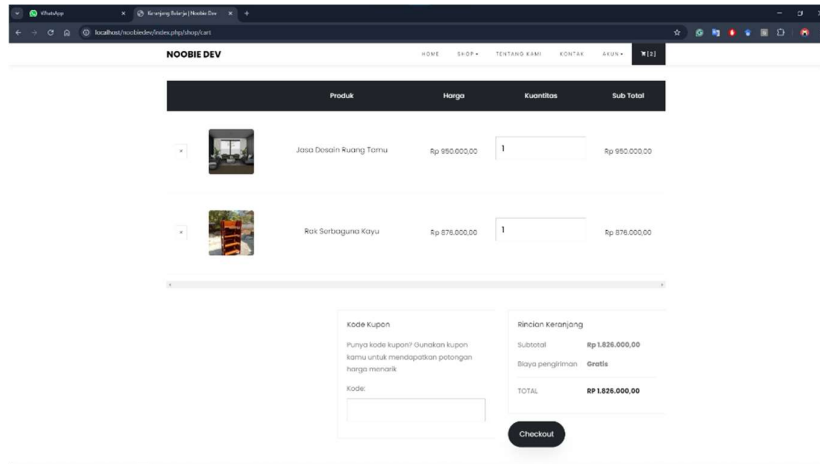 WhatsApp
Keranjang Belanja | Noobie Dev
localhost/noobiedev/index.php/shop/cart
NOOBIE DEV
HOME SHOP TENTANG KAMI KONTAK AKUN [2]
Produk Harga Kuantitas Sub Total
× Jasa Desain Ruang Tamu Rp 950.000,00 1 Rp 950.000,00
× Rak Serbaguna Kayu Rp 876.000,00 1 Rp 876.000,00
Kode Kupon
Punya kode kupon? Gunakan kupon
kamu untuk mendapatkan potongan
harga menarik
Kode:
Rincian Keranjang
Subtotal Rp 1.826.000,00
Biaya pengiriman Gratis
TOTAL RP 1.826.000,00
Checkout